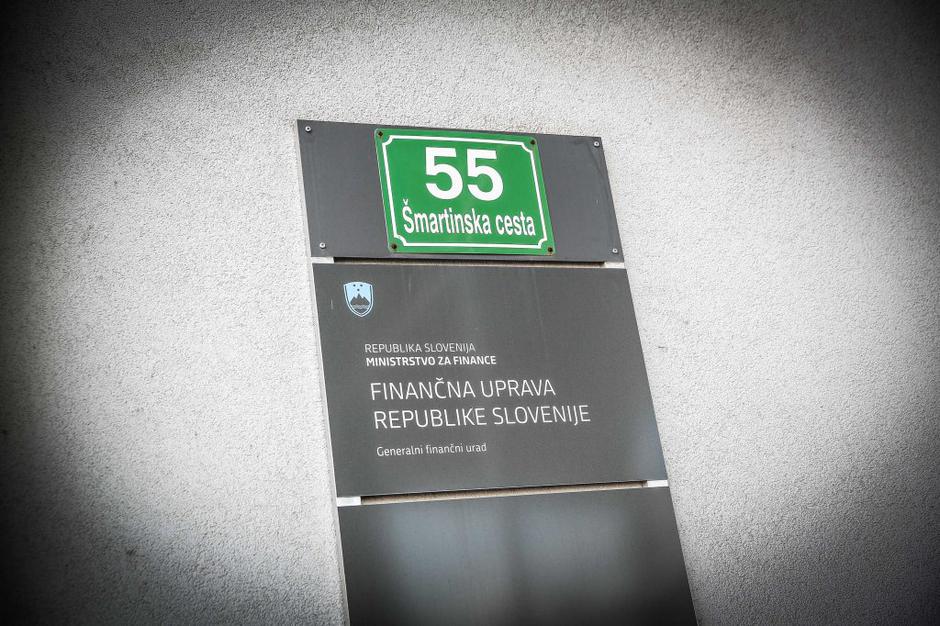 55
Šmartinska cesta
REPUBLIKA SLOVENIJA
MINISTRSTVO ZA FINANCE
FINANČNA UPRAVA
REPUBLIKE SLOVENIJE
Generalni finančni urad